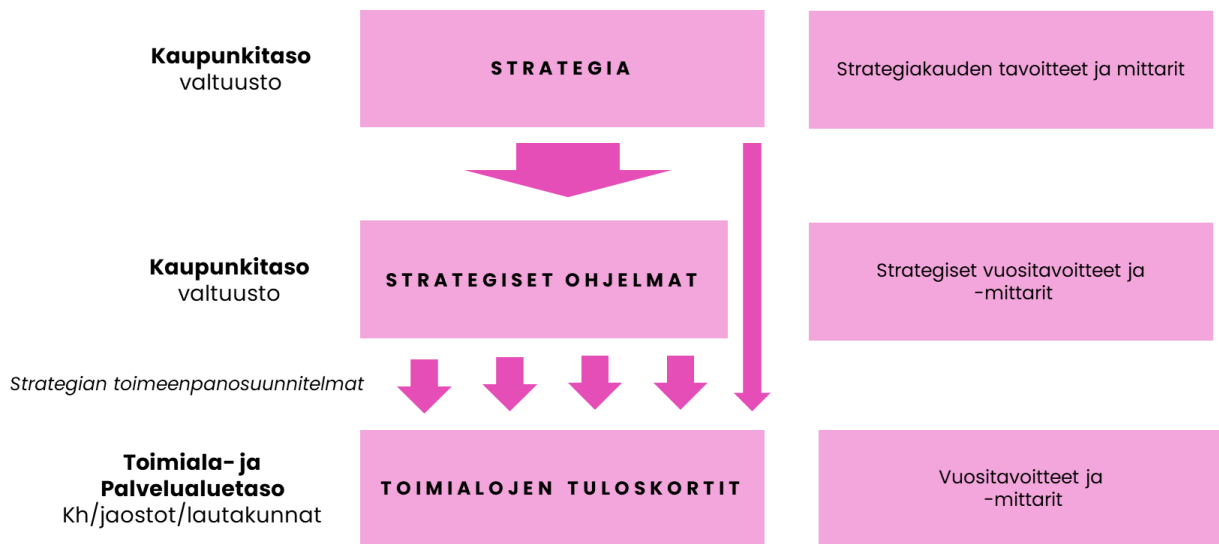 Kaupunkitaso
valtuusto
STRATEGIA
Strategiakauden tavoitteet ja mittarit
Kaupunkitaso
valtuusto
STRATEGISET OHJELMAT
Strategiset vuositavoitteet ja
-mittarit
Strategian toimeenpanosuunnitelmat
Toimiala- ja
Palvelualuetaso
Kh/jaostot/lautakunnat
TOIMIALOJEN TULOSKORTIT
Vuositavoitteet ja
-mittarit